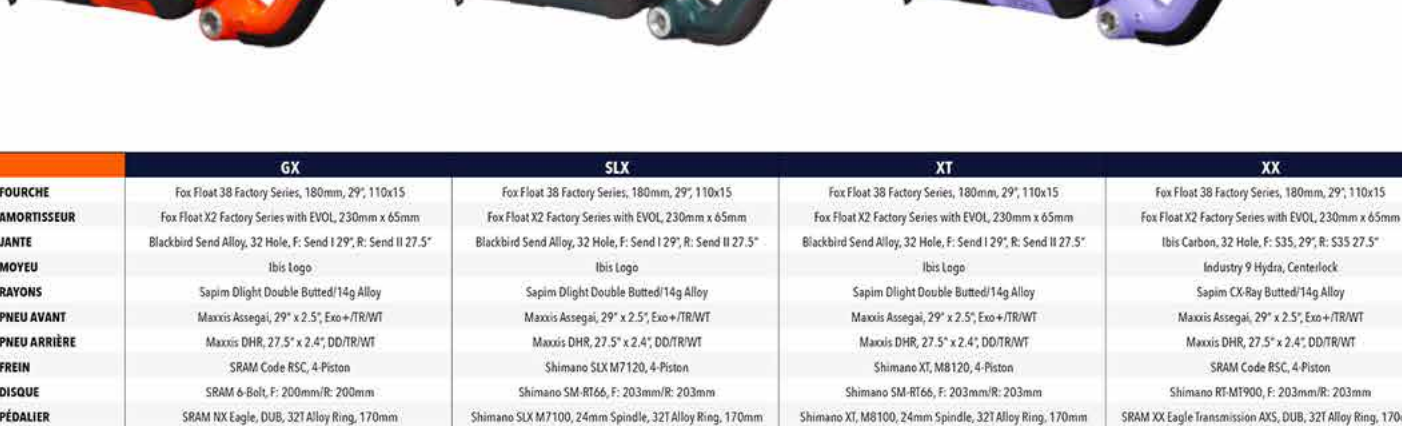 GX SLX XT XX
FOURCHE Fox Float 38 Factory Series, 180mm, 29", 110x15 Fox Float 38 Factory Series, 180mm, 29", 110x15 Fox Float 38 Factory Series, 180mm, 29", 110x15 Fox Float 38 Factory Series, 180mm, 29", 110x15
AMORTISSEUR Fox Float X2 Factory Series with EVOL, 230mm x 65mm Fox Float X2 Factory Series with EVOL, 230mm x 65mm Fox Float X2 Factory Series with EVOL, 230mm x 65mm Fox Float X2 Factory Series with EVOL, 230mm x 65mm
JANTE Blackbird Send Alloy, 32 Hole, F: Send I 29", R: Send II 27.5" Blackbird Send Alloy, 32 Hole, F: Send I 29", R: Send II 27.5" Blackbird Send Alloy, 32 Hole, F: Send I 29", R: Send II 27.5" Ibis Carbon, 32 Hole, F: S35, 29", R: S35 27.5"
MOYEU Ibis Logo Ibis Logo Ibis Logo Industry 9 Hydra, Centerlock
RAYONS Sapim Dlight Double Butted/14g Alloy Sapim Dlight Double Butted/14g Alloy Sapim Dlight Double Butted/14g Alloy Sapim CX-Ray Butted/14g Alloy
PNEU AVANT Maxxis Assegai, 29" x 2.5", Exo+/TR/WT Maxxis Assegai, 29" x 2.5", Exo+/TR/WT Maxxis Assegai, 29" x 2.5", Exo+/TR/WT Maxxis Assegai, 29" x 2.5", Exo+/TR/WT
PNEU ARRIÈRE Maxxis DHR, 27.5" x 2.4", DD/TR/WT Maxxis DHR, 27.5" x 2.4", DD/TR/WT Maxxis DHR, 27.5" x 2.4", DD/TR/WT Maxxis DHR, 27.5" x 2.4", DD/TR/WT
FREIN SRAM Code RSC, 4-Piston Shimano SLX M7120, 4-Piston Shimano XT, M8120, 4-Piston SRAM Code RSC, 4-Piston
DISQUE SRAM 6-Bolt, F: 200mm/R: 200mm Shimano SM-RT66, F: 203mm/R: 203mm Shimano SM-RT66, F: 203mm/R: 203mm Shimano RT-MT900, F: 203mm/R: 203mm
PÉDALIER SRAM NX Eagle, DUB, 32T Alloy Ring, 170mm Shimano SLX M7100, 24mm Spindle, 32T Alloy Ring, 170mm Shimano XT, M8100, 24mm Spindle, 32T Alloy Ring, 170mm SRAM XX Eagle Transmission AXS, DUB, 32T Alloy Ring,